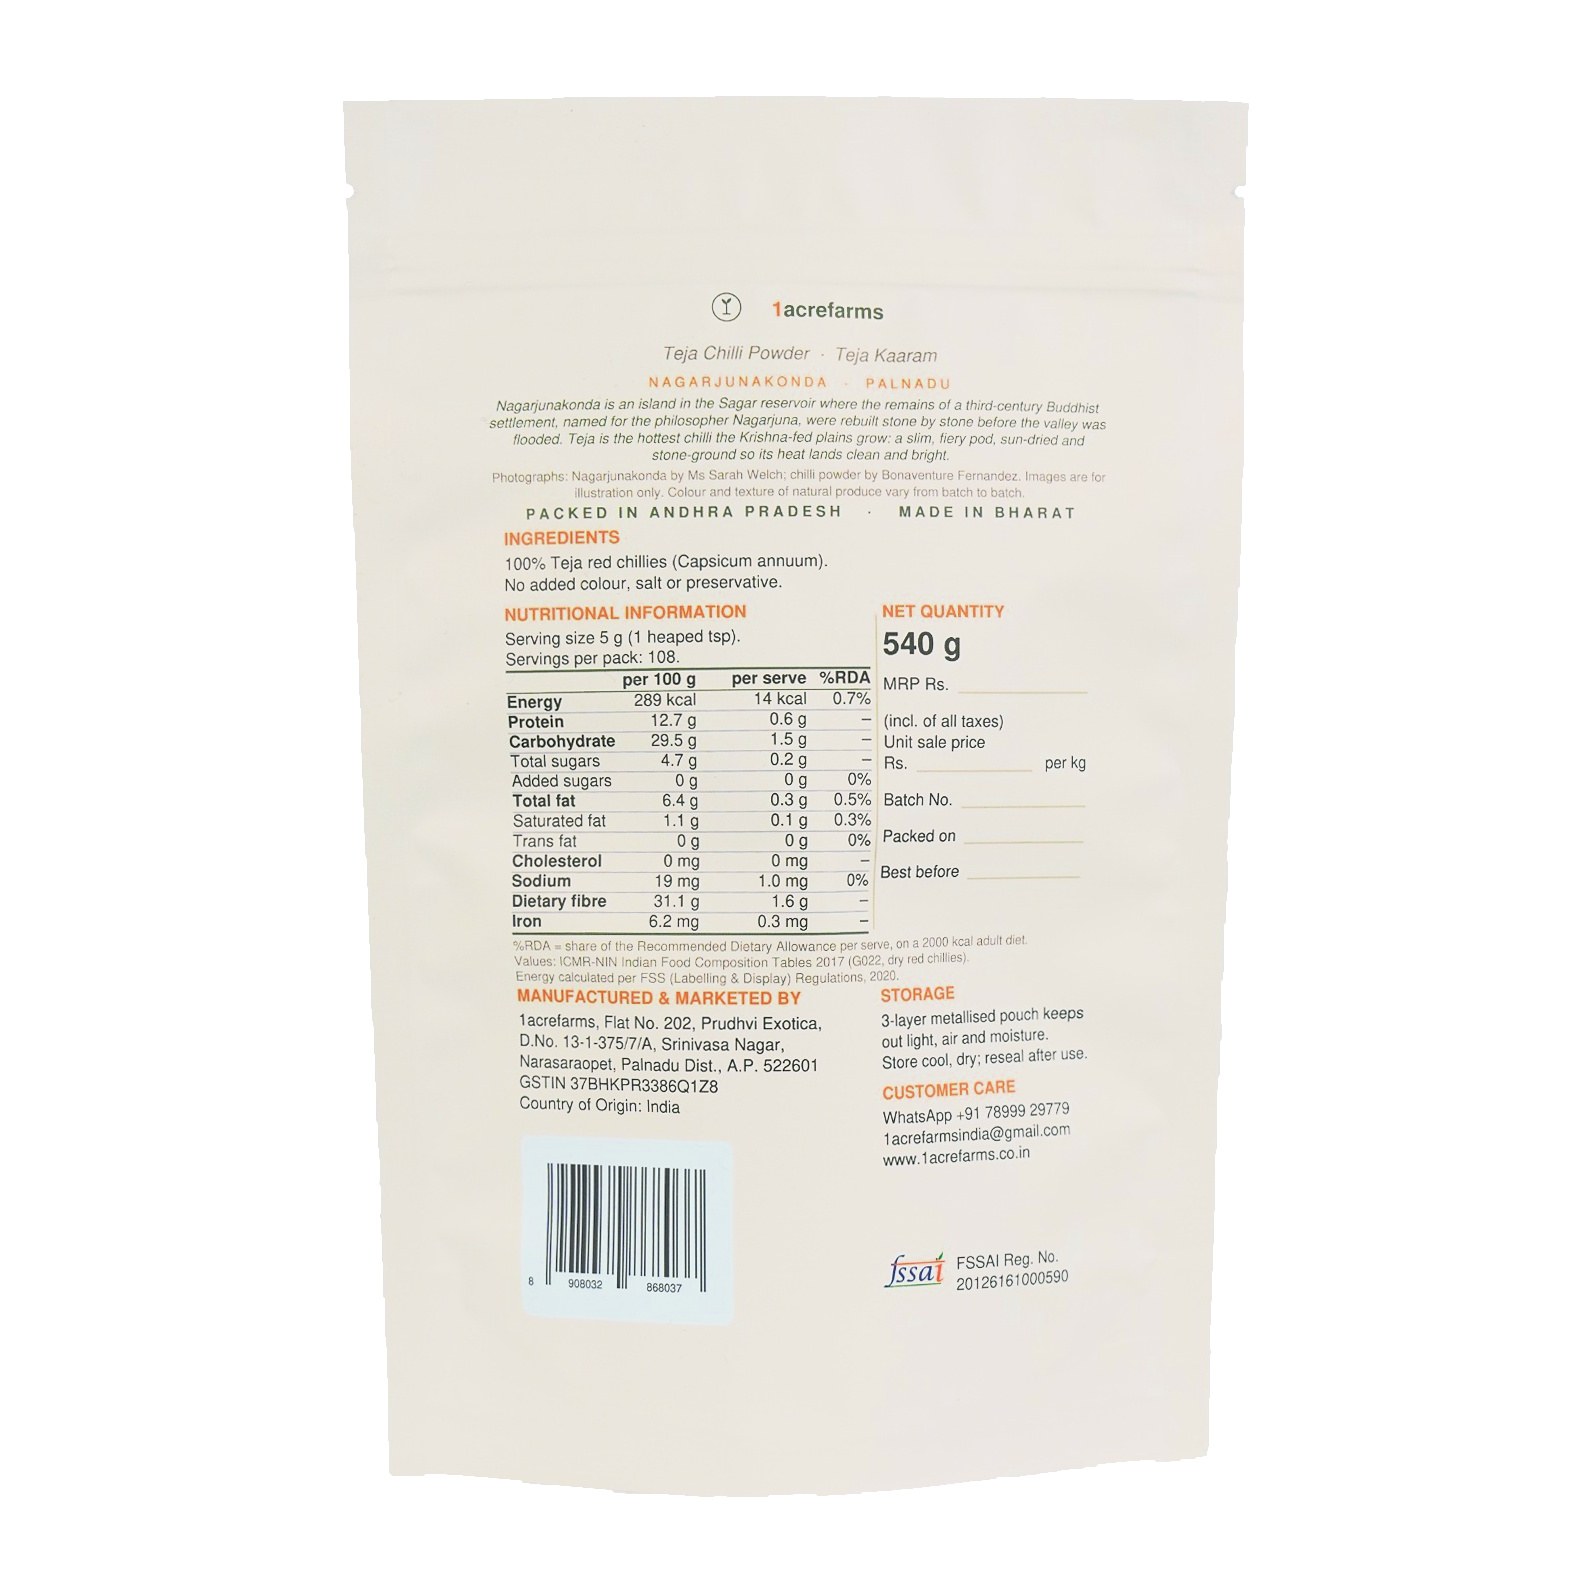 1acrefarms
Teja Chilli Powder · Teja Kaaram
NAGARJUNAKONDA · PALNADU
Nagarjunakonda is an island in the Sagar reservoir where the remains of a third-century Buddhist
settlement, named for the philosopher Nagarjuna, were rebuilt stone by stone before the valley was
flooded. Teja is the hottest chilli the Krishna-fed plains grow: a slim, fiery pod, sun-dried and
stone-ground so its heat lands clean and bright.
Photographs: Nagarjunakonda by Ms Sarah Welch; chilli powder by Bonaventure Fernandez. Images are for
illustration only. Colour and texture of natural produce vary from batch to batch.
PACKED IN ANDHRA PRADESH · MADE IN BHARAT
INGREDIENTS
100% Teja red chillies (Capsicum annuum).
No added colour, salt or preservative.
NUTRITIONAL INFORMATION
Serving size 5 g (1 heaped tsp).
Servings per pack: 108.
per 100 g per serve %RDA
Energy 289 kcal 14 kcal 0.7%
Protein 12.7 g 0.6 g –
Carbohydrate 29.5 g 1.5 g –
Total sugars 4.7 g 0.2 g –
Added sugars 0 g 0 g 0%
Total fat 6.4 g 0.3 g 0.5%
Saturated fat 1.1 g 0.1 g 0.3%
Trans fat 0 g 0 g 0%
Cholesterol 0 mg 0 mg –
Sodium 19 mg 1.0 mg 0%
Dietary fibre 31.1 g 1.6 g –
Iron 6.2 mg 0.3 mg –
NET QUANTITY
540 g
MRP Rs.
(incl. of all taxes)
Unit sale price
Rs. per kg
Batch No.
Packed on
Best before
%RDA = share of the Recommended Dietary Allowance per serve, on a 2000 kcal adult diet.
Values: ICMR-NIN Indian Food Composition Tables 2017 (G022, dry red chillies).
Energy calculated per FSS (Labelling & Display) Regulations, 2020.
MANUFACTURED & MARKETED BY
1acrefarms, Flat No. 202, Prudhvi Exotica,
D.No. 13-1-375/7/A, Srinivasa Nagar,
Narasaraopet, Palnadu Dist., A.P. 522601
GSTIN 37BHKPR3386Q1Z8
Country of Origin: India
STORAGE
3-layer metallised pouch keeps
out light, air and moisture.
Store cool, dry; reseal after use.
CUSTOMER CARE
WhatsApp +91 78999 29779
1acrefarmsindia@gmail.com
www.1acrefarms.co.in
8 908032 868037
fssai
FSSAI Reg. No.
20126161000590